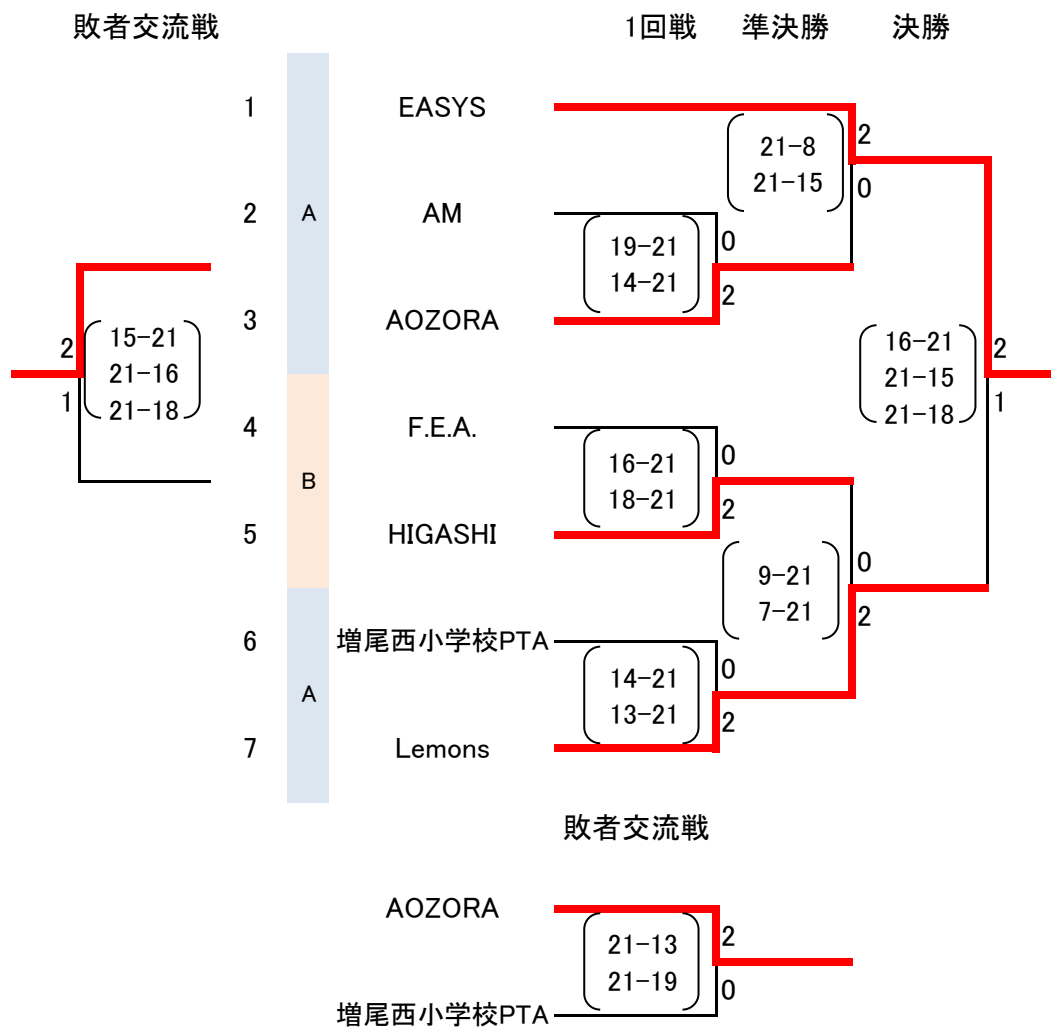 敗者交流戦 1回戦 準決勝 決勝
1 EASYS
21-8 2
21-15 0
2 A AM
19-21 0
14-21 2
3 AOZORA
15-21
2 21-16
1 21-18
16-21 2
21-15 1
21-18
4 F.E.A.
16-21 0
18-21 2
B
5 HIGASHI
9-21 0
7-21 2
6 増尾西小学校PTA
14-21 0
13-21 2
A
7 Lemons
敗者交流戦
AOZORA
21-13 2
21-19 0
増尾西小学校PTA